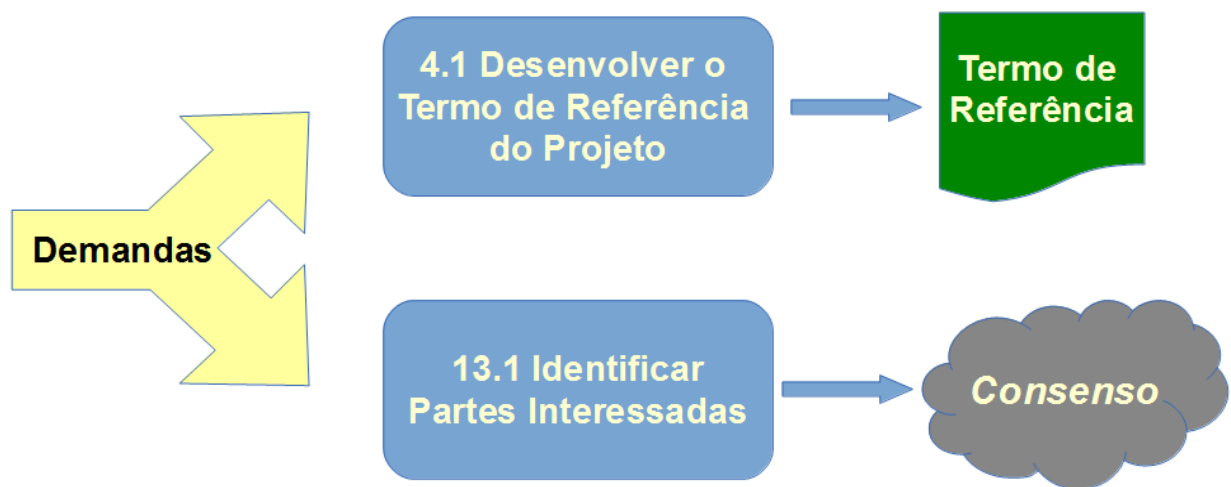 Demandas
4.1 Desenvolver o
Termo de Referência
do Projeto
Termo de
Referência
13.1 Identificar
Partes Interessadas
Consenso